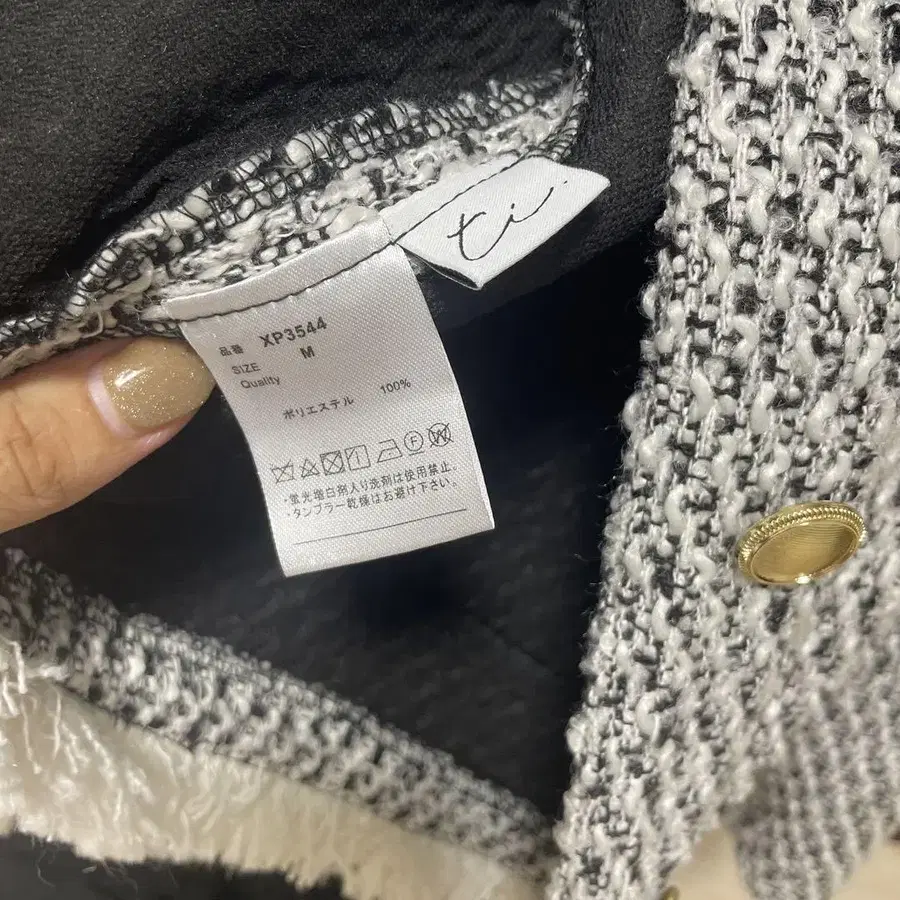 ti.
品番 XP3544
SIZE M
Quality
ポリエステル 100%
F W
・蛍光増白剤入り洗剤は使用禁止。
・タンブラー乾燥はお避け下さい。